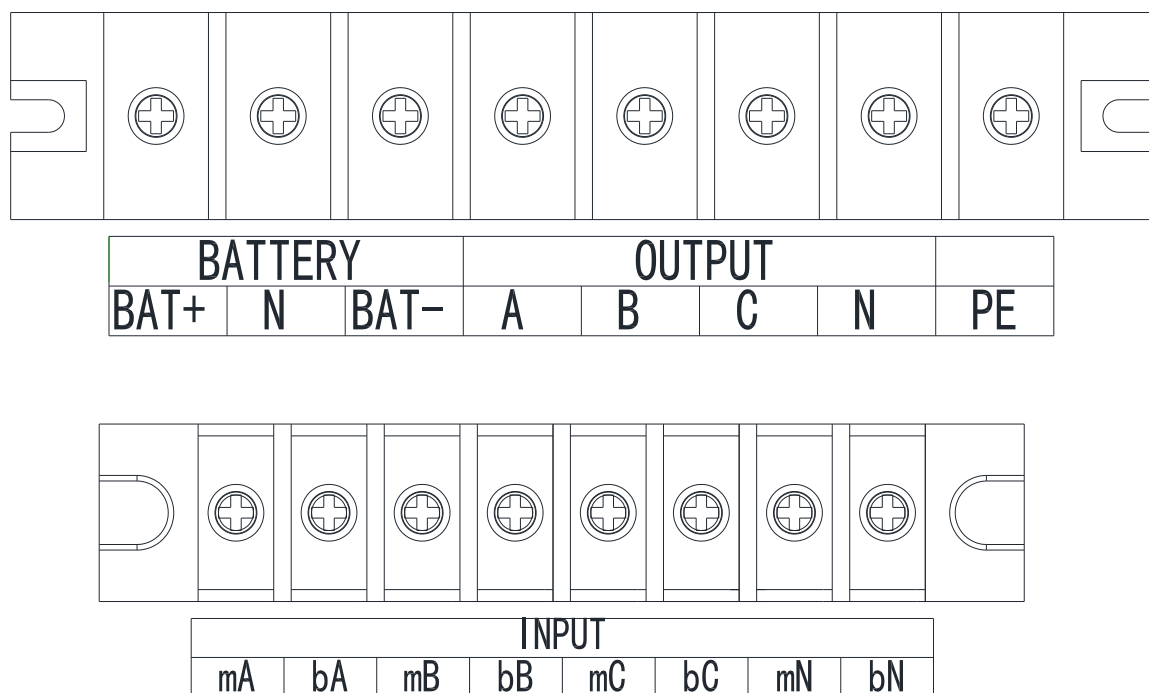 BATTERY OUTPUT
BAT+ N BAT- A B C N PE
INPUT
mA bA mB bB mC bC mN bN